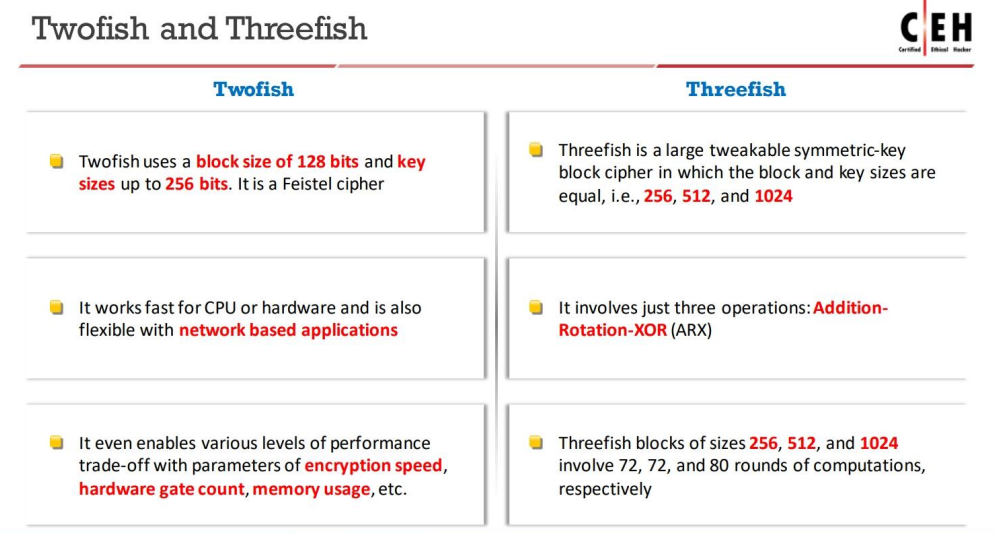 Twofish and Threefish
CEH
Certified Ethical Hacker
Twofish
Twofish uses a block size of 128 bits and key
sizes up to 256 bits. It is a Feistel cipher
It works fast for CPU or hardware and is also
flexible with network based applications
It even enables various levels of performance
trade-off with parameters of encryption speed,
hardware gate count, memory usage, etc.
Threefish
Threefish is a large tweakable symmetric-key
block cipher in which the block and key sizes are
equal, i.e., 256, 512, and 1024
It involves just three operations: Addition-
Rotation-XOR (ARX)
Threefish blocks of sizes 256, 512, and 1024
involve 72, 72, and 80 rounds of computations,
respectively